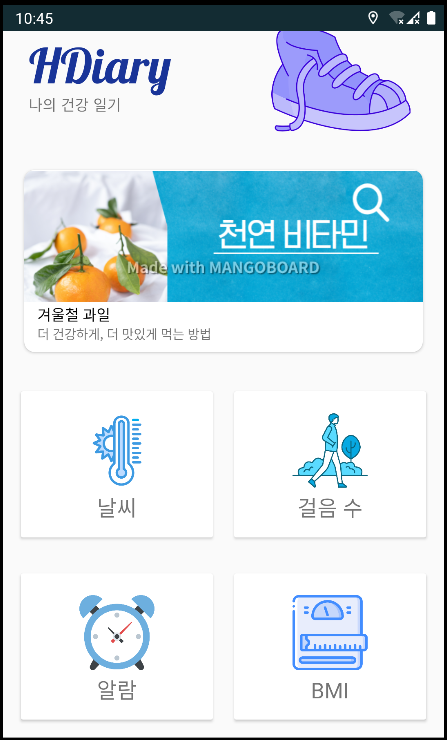 10:45
HDiary
나의 건강 일기
천연 비타민
Made with MANGOBOARD
겨울철 과일
더 건강하게, 더 맛있게 먹는 방법
날씨
걸음 수
알람
BMI